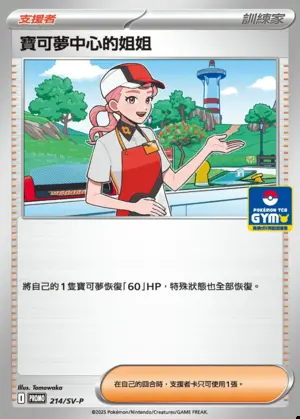 支援者
訓練家
寶可夢中心的姐姐
POKÉMON TCG
GYM
將自己的1隻寶可夢恢復「60」HP，特殊狀態也全部恢復。
Illus. Tomowaka
I PROMO 214/SV-P
在自己的回合時，支援者卡只可使用1張。
©2025 Pokémon/Nintendo/Creatures/GAME FREAK.